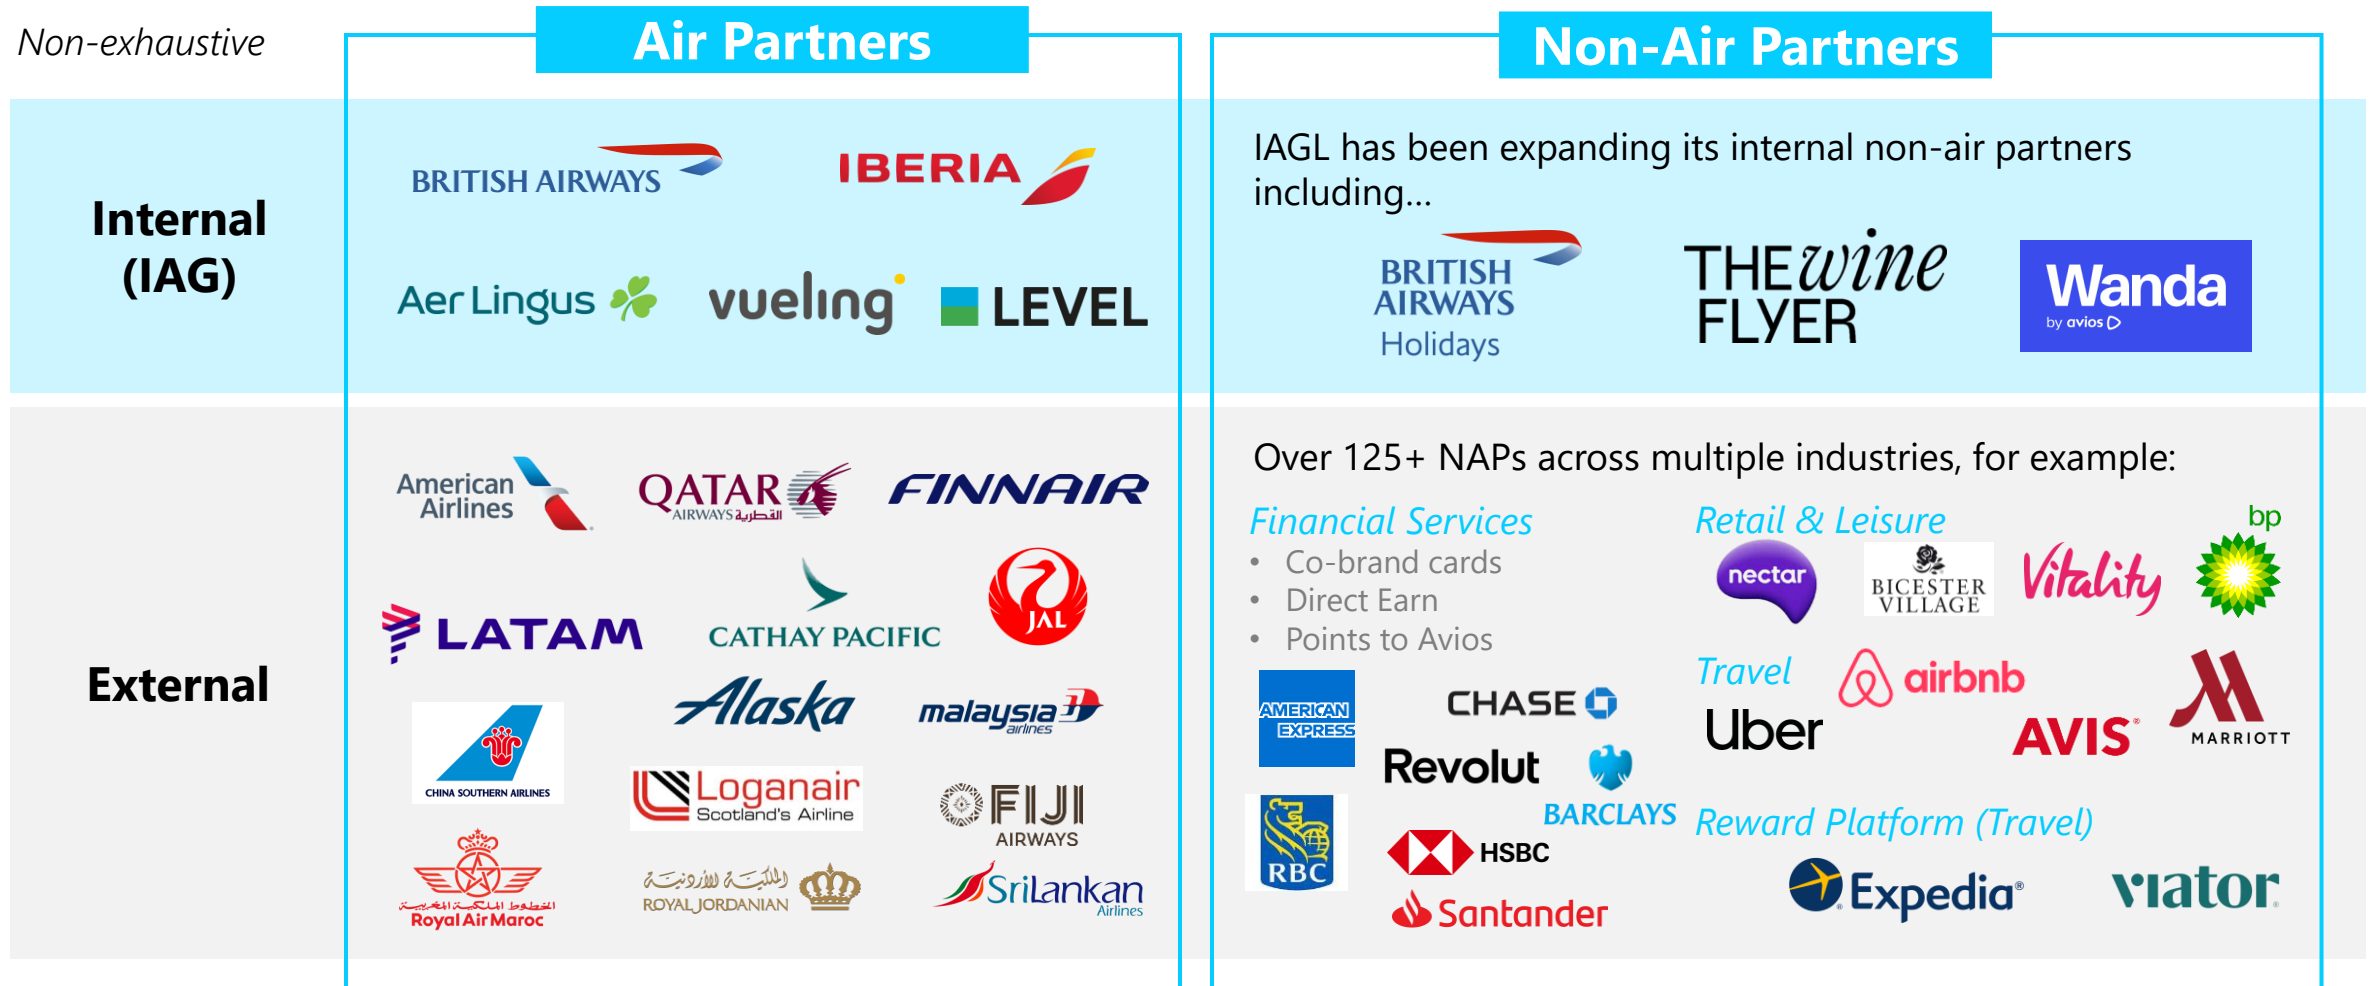 Non-exhaustive
Air Partners
Non-Air Partners
Internal
(IAG)
BRITISH AIRWAYS
IBERIA
Aer Lingus
vueling
LEVEL
IAGL has been expanding its internal non-air partners
including...
BRITISH
AIRWAYS
Holidays
THE wine
FLYER
Wanda
by avios
External
American
Airlines
QATAR
AIRWAYS القطرية
FINNAIR
LATAM
CATHAY PACIFIC
JAL
CHINA SOUTHERN AIRLINES
Alaska
malaysia
airlines
Loganair
Scotland's Airline
FIJI
AIRWAYS
الخطوط الملكية المغربية
Royal Air Maroc
الملكية الأردنية
ROYAL JORDANIAN
SriLankan
Airlines
Over 125+ NAPs across multiple industries, for example:
Financial Services
• Co-brand cards
• Direct Earn
• Points to Avios
AMERICAN
EXPRESS
CHASE
Revolut
BARCLAYS
RBC
HSBC
Santander
Retail & Leisure
nectar
BICESTER
VILLAGE
Vitality
bp
Travel
airbnb
Uber
AVIS®
MARRIOTT
Reward Platform (Travel)
Expedia®
viator